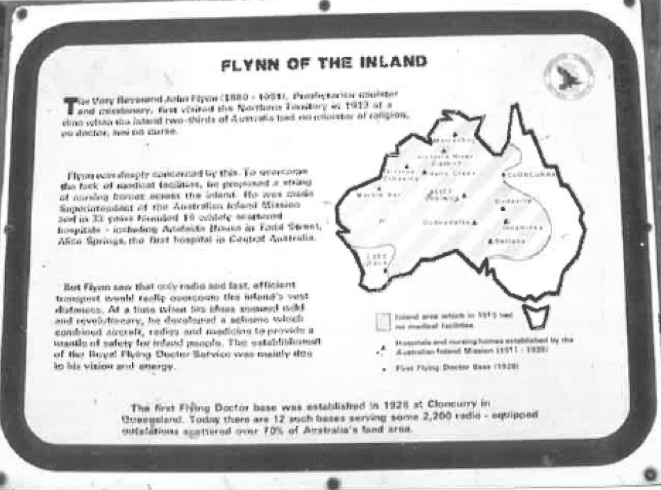 FLYNN OF THE INLAND
The Very Reverend John Flynn (1880 - 1951), Presbyterian minister
and missionary, first visited the Northern Territory in 1912 at a
time when the inland two-thirds of Australia had no minister of religion,
no doctor, and no nurse.
Flynn was deeply concerned by this. To overcome
the lack of medical facilities, he proposed a string
of nursing homes across the inland. He was made
Superintendent of the Australian Inland Mission
and in 33 years founded 16 widely scattered
hospitals - including Adelaide House in Todd Street,
Alice Springs, the first hospital in Central Australia.
But Flynn saw that only radio and fast, efficient
transport would really overcome the inland's vast
distances. At a time when his ideas seemed wild
and revolutionary, he developed a scheme which
combined aircraft, radios and medicine to provide a
mantle of safety for inland people. The establishment
of the Royal Flying Doctor Service was mainly due
to his vision and energy.
The first Flying Doctor base was established in 1928 at Cloncurry in
Queensland. Today there are 12 such bases serving some 2,200 radio - equipped
outstations scattered over 70% of Australia's land area.
Maranboy
Victoria River
District
Halls Creek
Fitzroy
Crossing
Marble Bar
CLONCURRY
ALICE
SPRINGS
Birdsville
Oodnadatta
Innamincka
Beltana
Inland area which in 1912 had
no medical facilities
Hospitals and nursing homes established by the
Australian Inland Mission (1911 - 1939)
First Flying Doctor Base (1928)